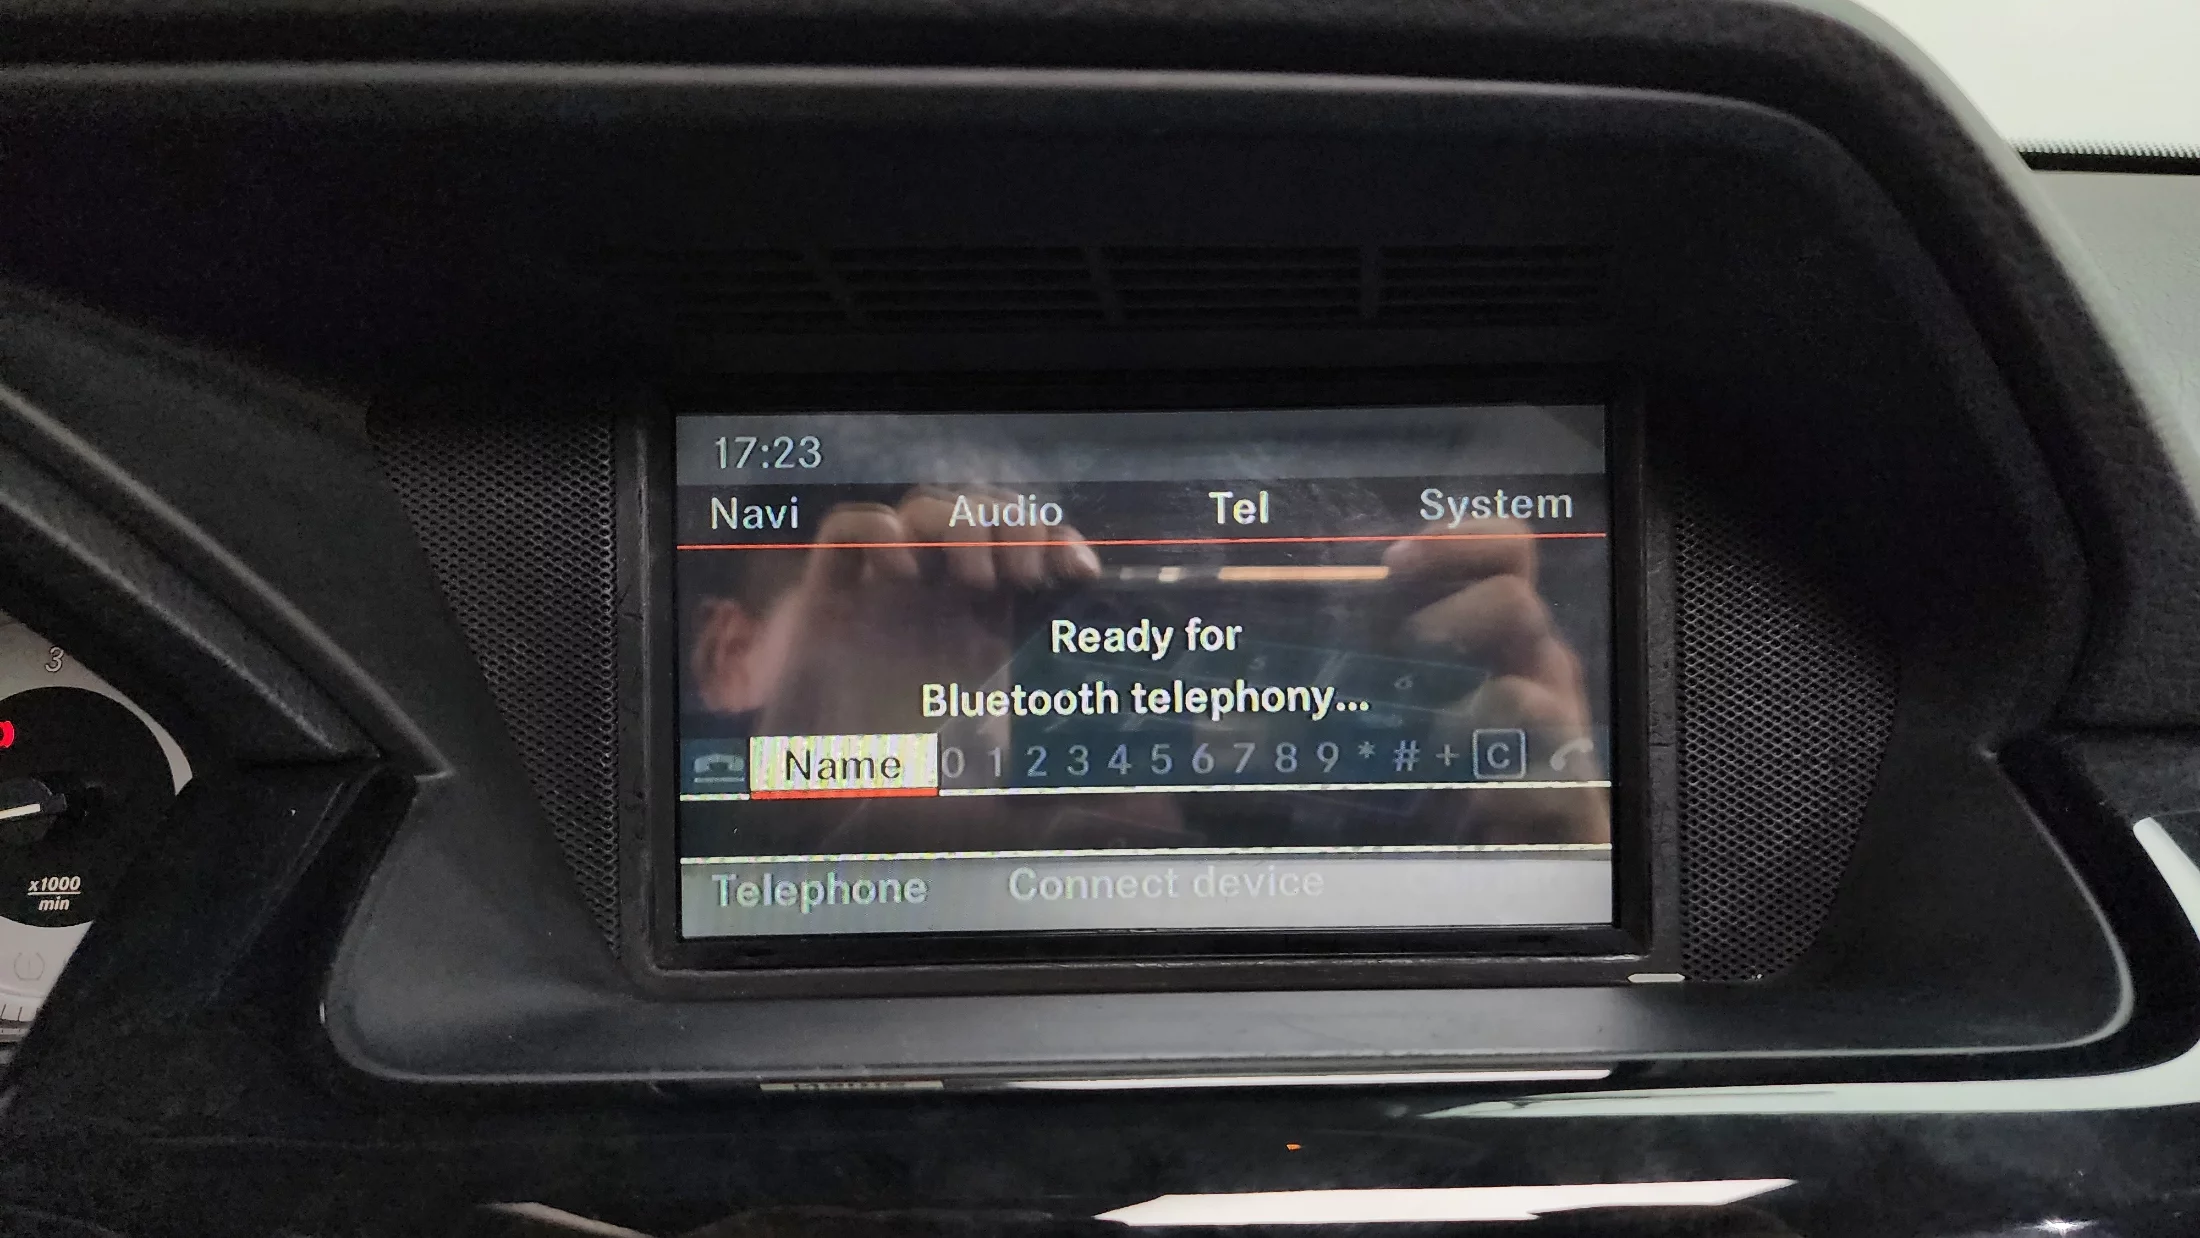 17:23
Navi Audio Tel System
Ready for
Bluetooth telephony...
Name 0 1 2 3 4 5 6 7 8 9 * # + C
Telephone Connect device
3
x1000
min